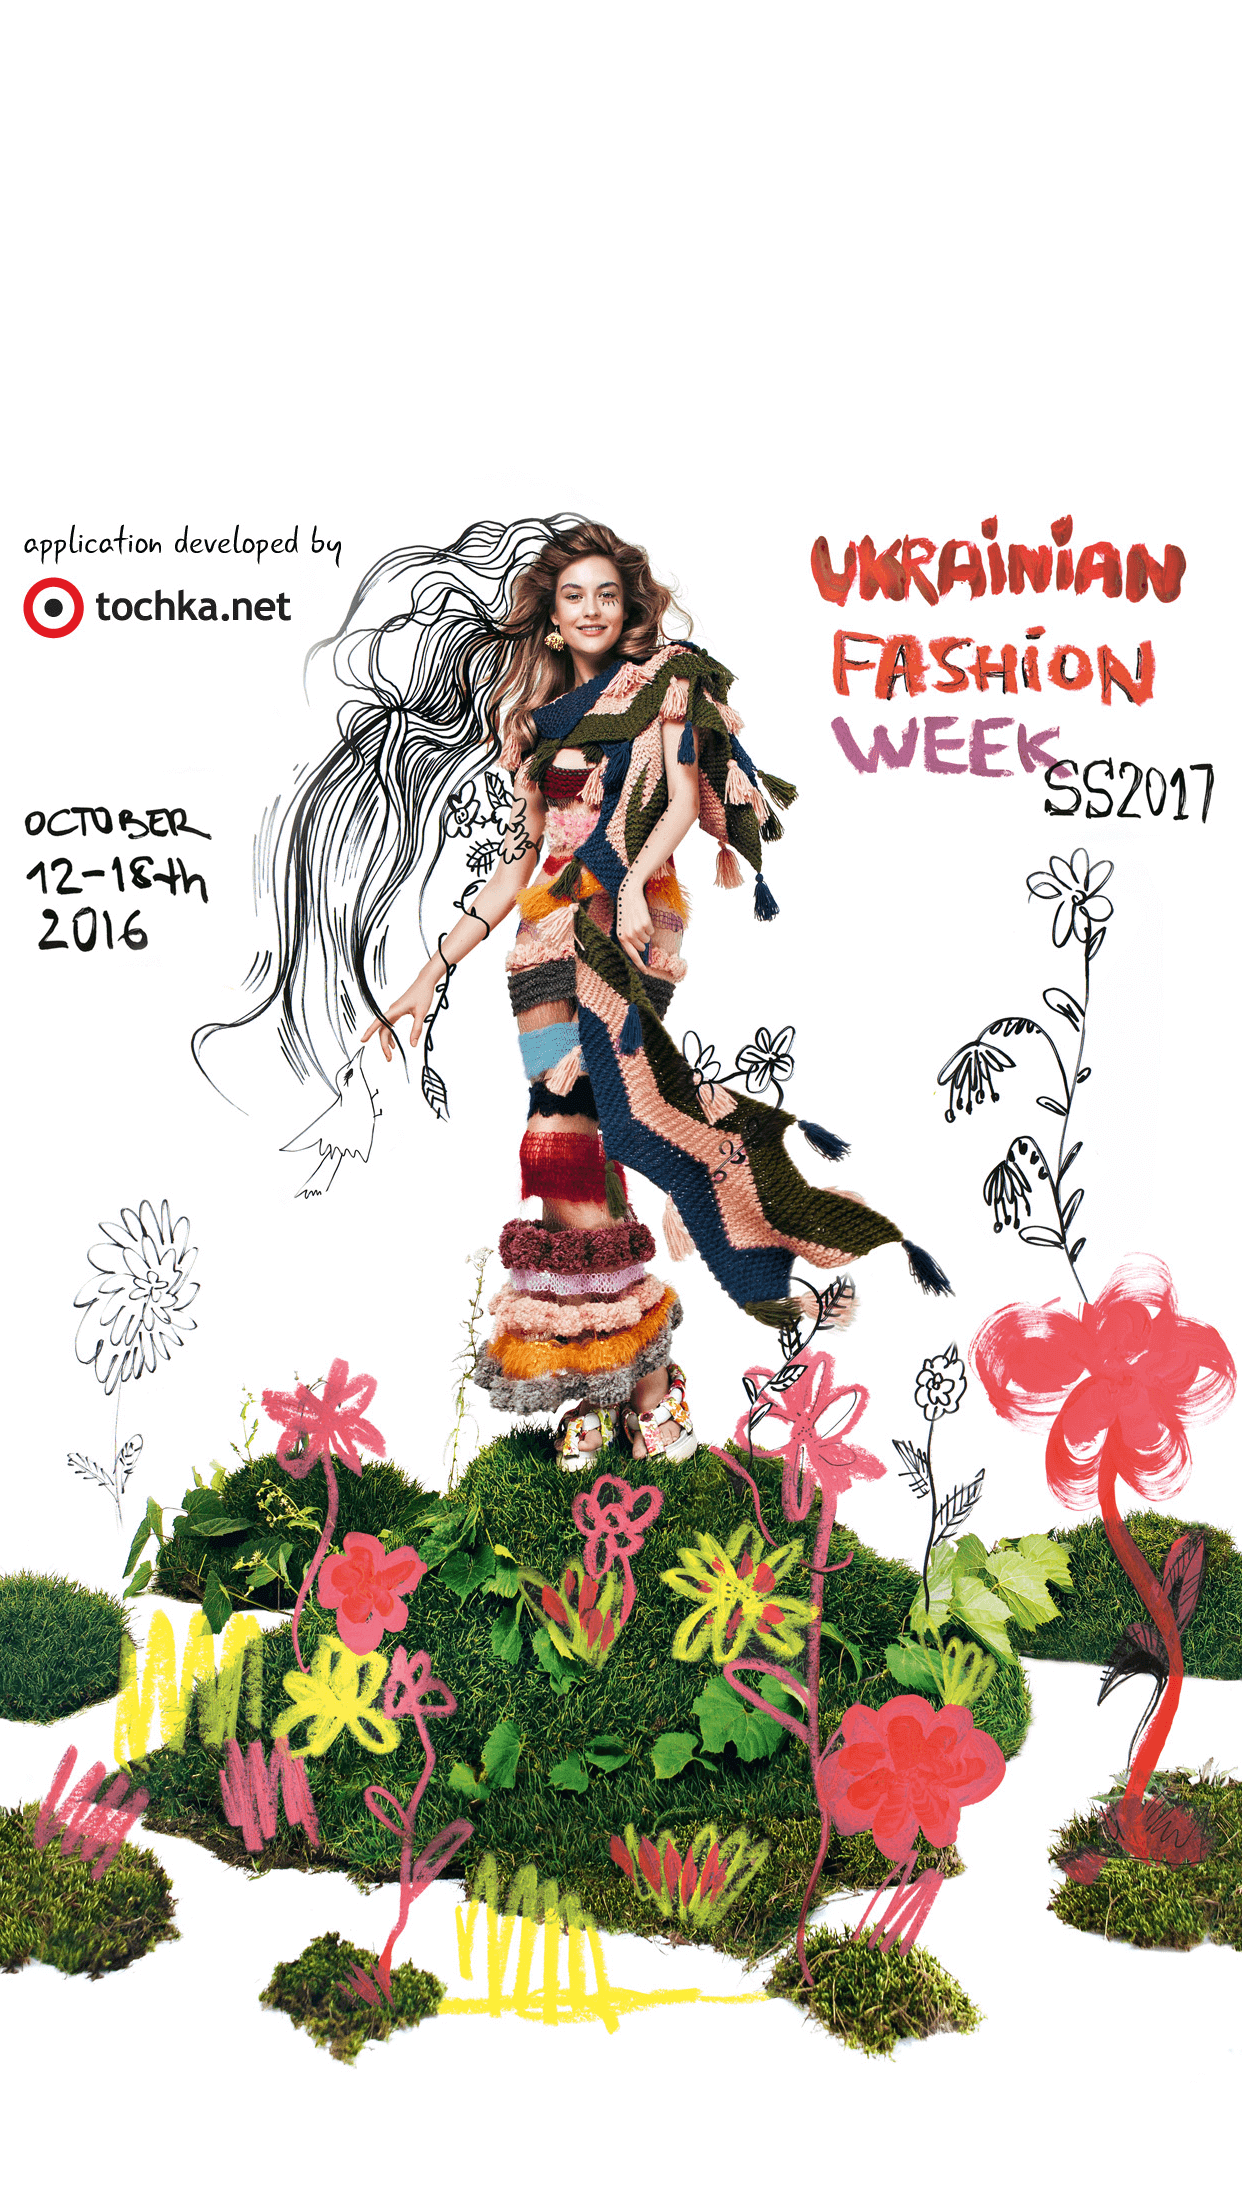 application developed by
tochka.net
UKRAiNiAN
FASHiON
WEEK
SS2017
OCTOBER
12-18th
2016